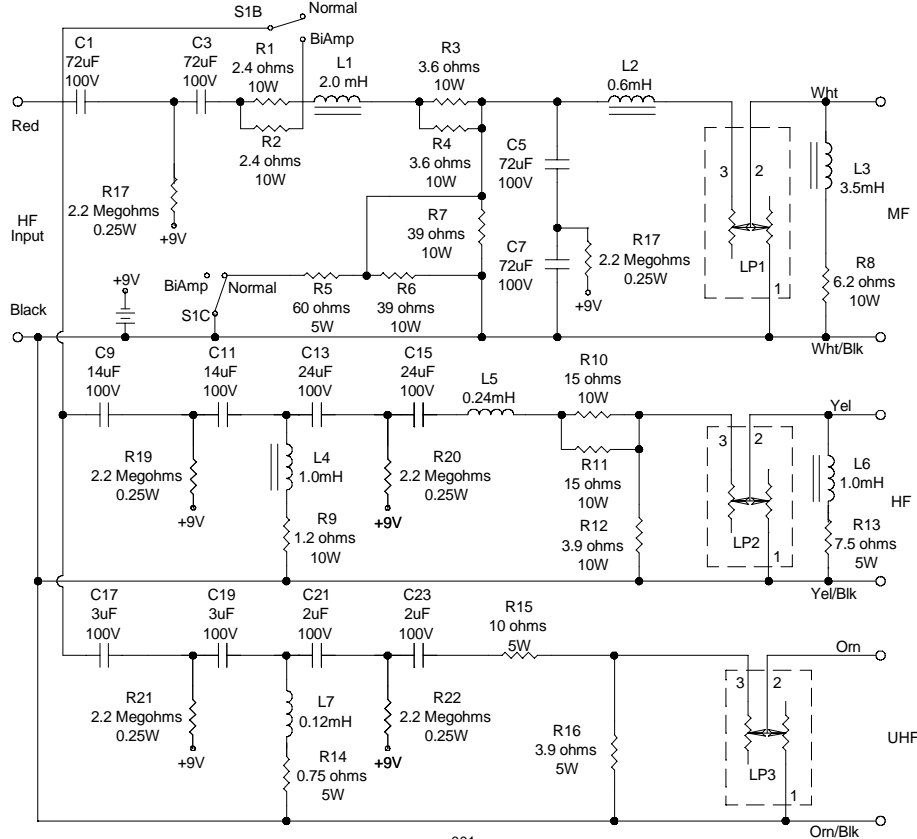 S1B
Normal
BiAmp
C1
72uF
100V
C3
72uF
100V
R1
2.4 ohms
10W
L1
2.0 mH
R3
3.6 ohms
10W
L2
0.6mH
Wht
Red
R2
2.4 ohms
10W
R4
3.6 ohms
10W
C5
72uF
100V
3
2
L3
3.5mH
R17
2.2 Megohms
0.25W
+9V
HF
Input
R7
39 ohms
10W
C7
72uF
100V
R17
2.2 Megohms
0.25W
+9V
LP1
1
MF
R8
6.2 ohms
10W
+9V
BiAmp
Normal
S1C
R5
60 ohms
5W
R6
39 ohms
10W
Black
Wht/Blk
C9
14uF
100V
C11
14uF
100V
C13
24uF
100V
C15
24uF
100V
L5
0.24mH
R10
15 ohms
10W
Yel
R19
2.2 Megohms
0.25W
+9V
L4
1.0mH
R9
1.2 ohms
10W
R20
2.2 Megohms
0.25W
+9V
R11
15 ohms
10W
R12
3.9 ohms
10W
3
2
LP2
1
L6
1.0mH
HF
R13
7.5 ohms
5W
Yel/Blk
C17
3uF
100V
C19
3uF
100V
C21
2uF
100V
C23
2uF
100V
R15
10 ohms
5W
Orn
R21
2.2 Megohms
0.25W
+9V
L7
0.12mH
R14
0.75 ohms
5W
R22
2.2 Megohms
0.25W
+9V
R16
3.9 ohms
5W
3
2
LP3
1
UHF
Orn/Blk